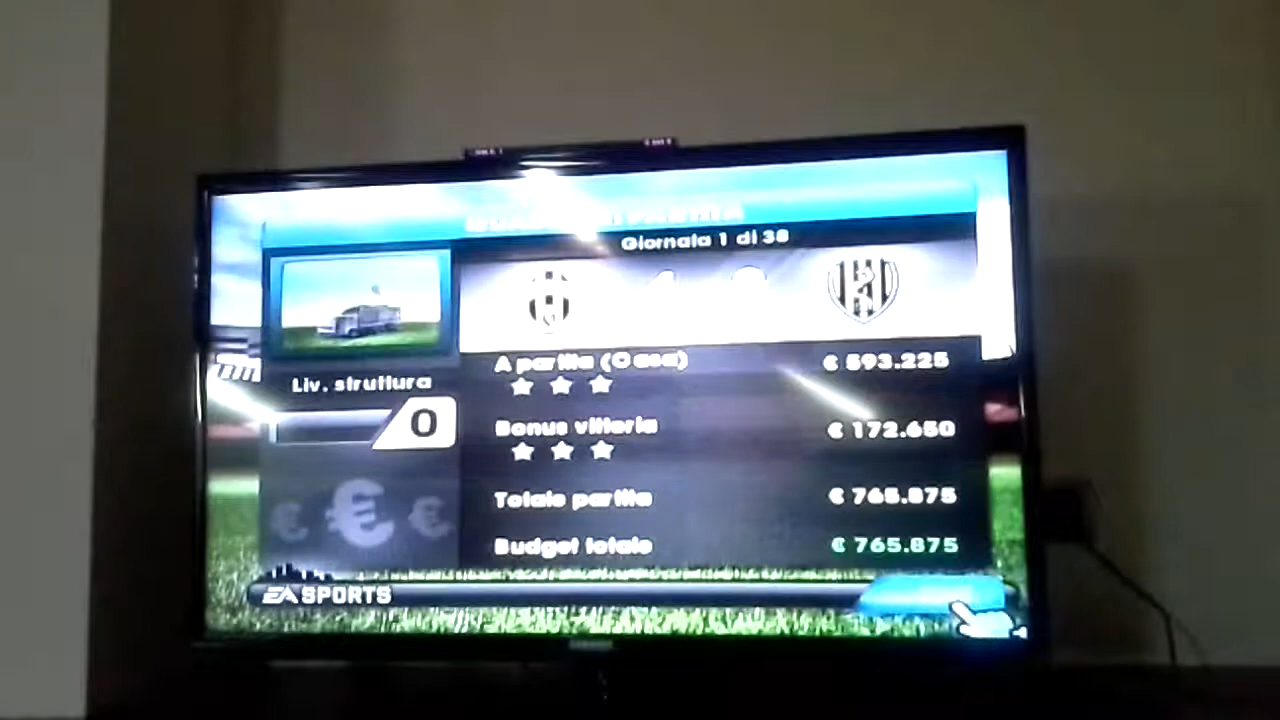 Giornata 1 di 38
A partita (Casa) € 593.225
Liv. struttura
0
Bonus vittoria € 172.650
Totale partita € 765.875
Budget totale € 765.875
EA SPORTS